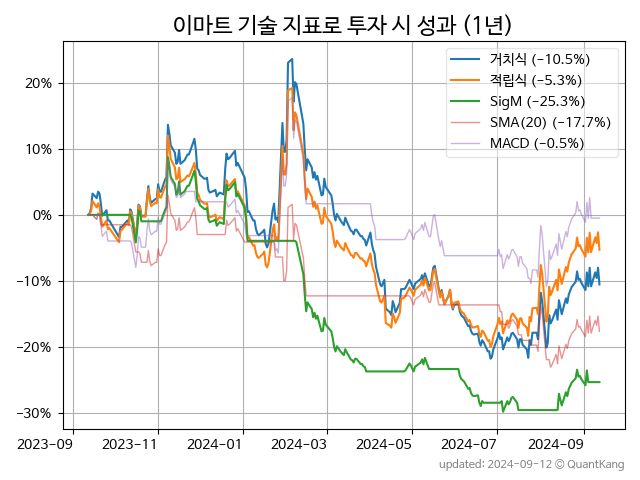 이마트 기술 지표로 투자 시 성과 (1년)
거치식 (−10.5%)
적립식 (−5.3%)
SigM (−25.3%)
SMA(20) (−17.7%)
MACD (−0.5%)
20%
10%
0%
−10%
−20%
−30%
2023-09 2023-11 2024-01 2024-03 2024-05 2024-07 2024-09
updated: 2024-09-12 ⓒ QuantKang